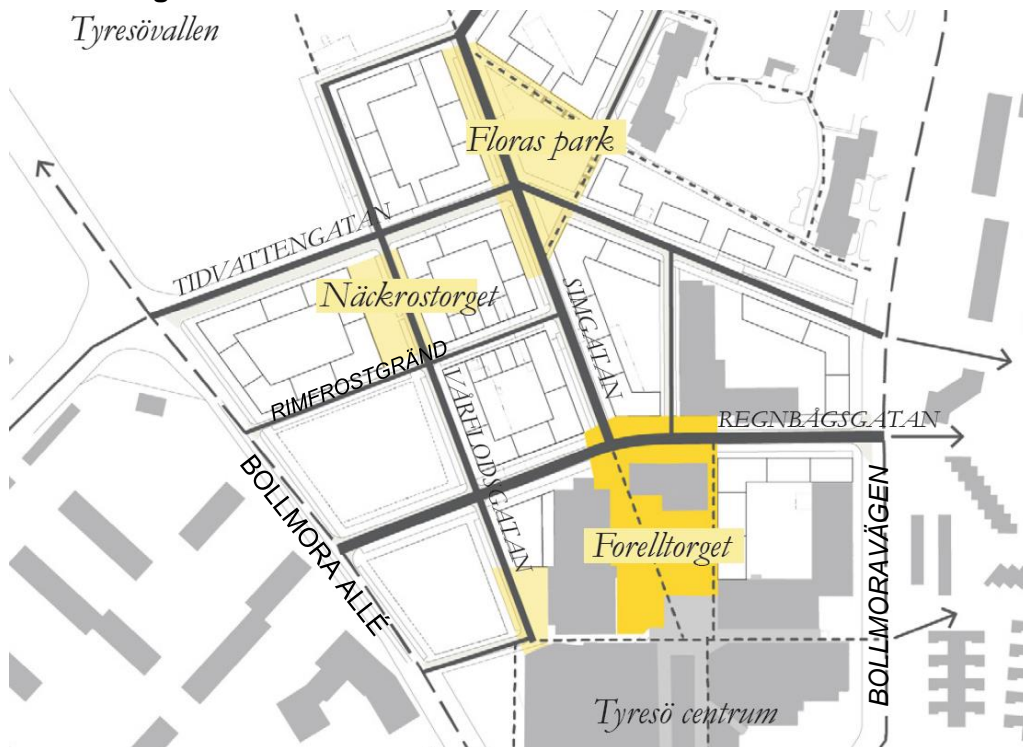 Tyresövallen
Floras park
TIDVATTENGATAN
Näckrostorget
SIMGATAN
RIMFROSTGRÄND
VÅRFLODSGATAN
REGNBÅGSGATAN
BOLLMORA ALLÉ
Forelltorget
BOLLMORAVÄGEN
Tyresö centrum